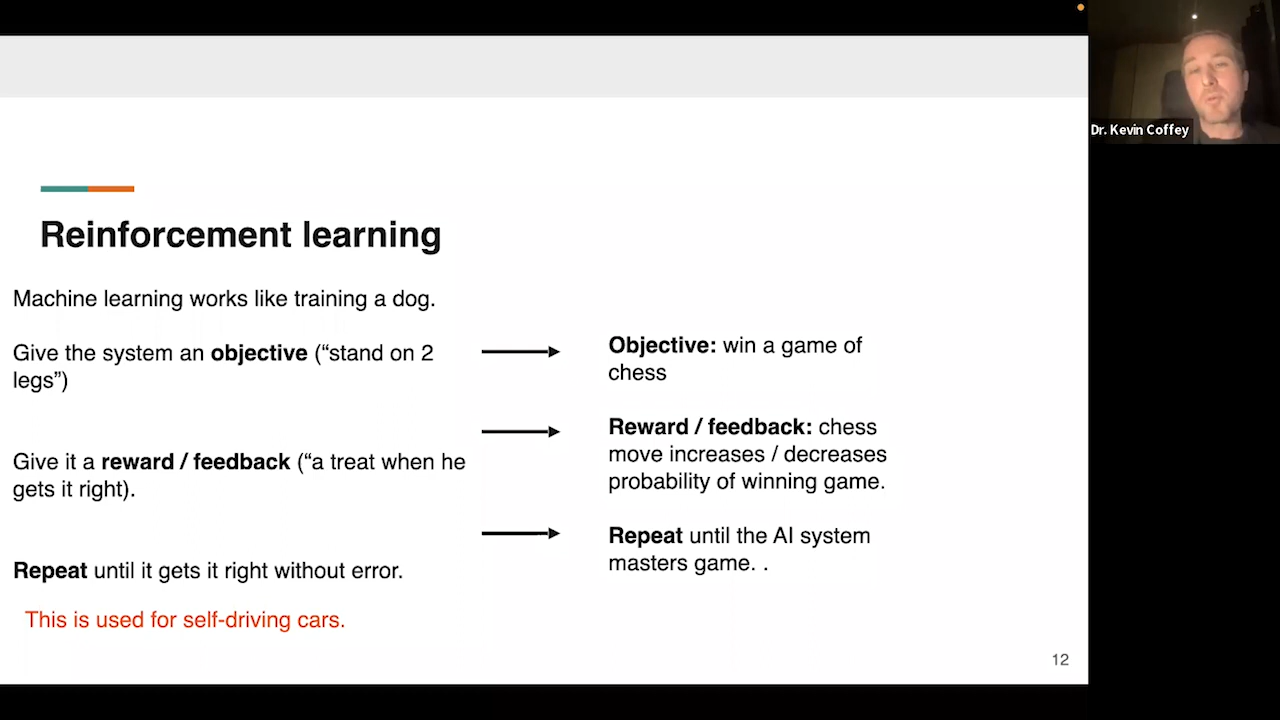 Dr. Kevin Coffey
Reinforcement learning
Machine learning works like training a dog.
Give the system an objective (“stand on 2
legs”)
Give it a reward / feedback (“a treat when he
gets it right).
Repeat until it gets it right without error.
This is used for self-driving cars.
Objective: win a game of
chess
Reward / feedback: chess
move increases / decreases
probability of winning game.
Repeat until the AI system
masters game. .
12